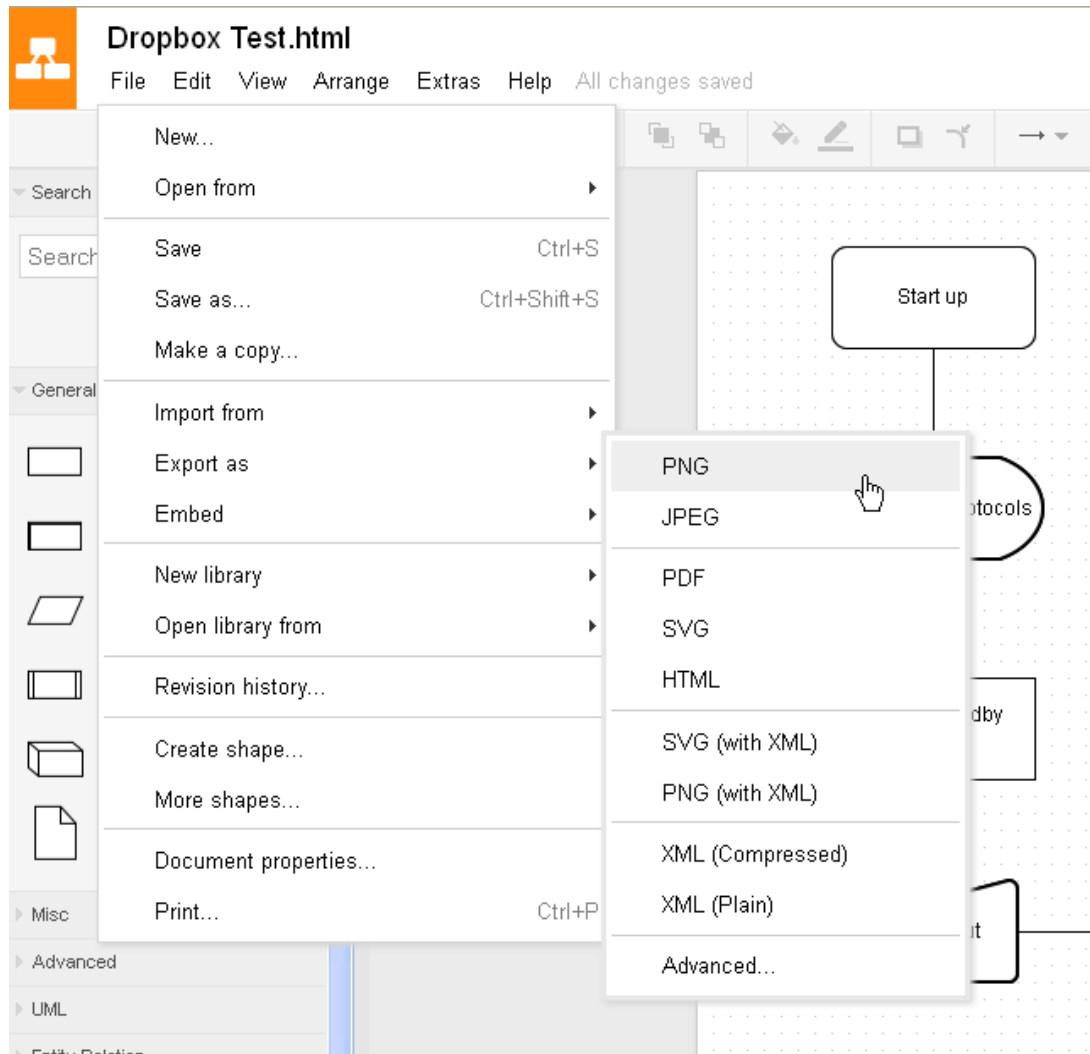 Dropbox Test.html
File Edit View Arrange Extras Help All changes saved
New...
Open from
Save Ctrl+S
Save as... Ctrl+Shift+S
Make a copy...
Import from
Export as
Embed
New library
Open library from
Revision history...
Create shape...
More shapes...
Document properties...
Print... Ctrl+P
PNG
JPEG
PDF
SVG
HTML
SVG (with XML)
PNG (with XML)
XML (Compressed)
XML (Plain)
Advanced...
Search
Search
General
Misc
Advanced
UML
Start up